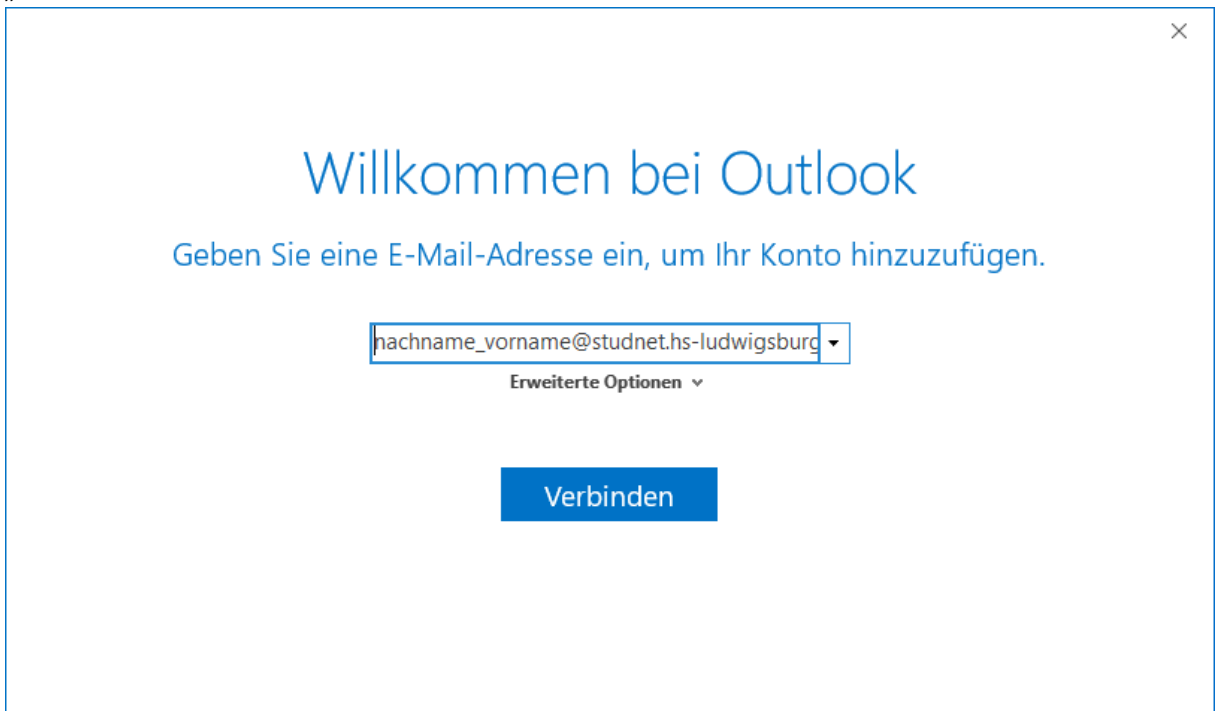 Willkommen bei Outlook
Geben Sie eine E-Mail-Adresse ein, um Ihr Konto hinzuzufügen.
nachname_vorname@studnet.hs-ludwigsburg
Erweiterte Optionen
Verbinden